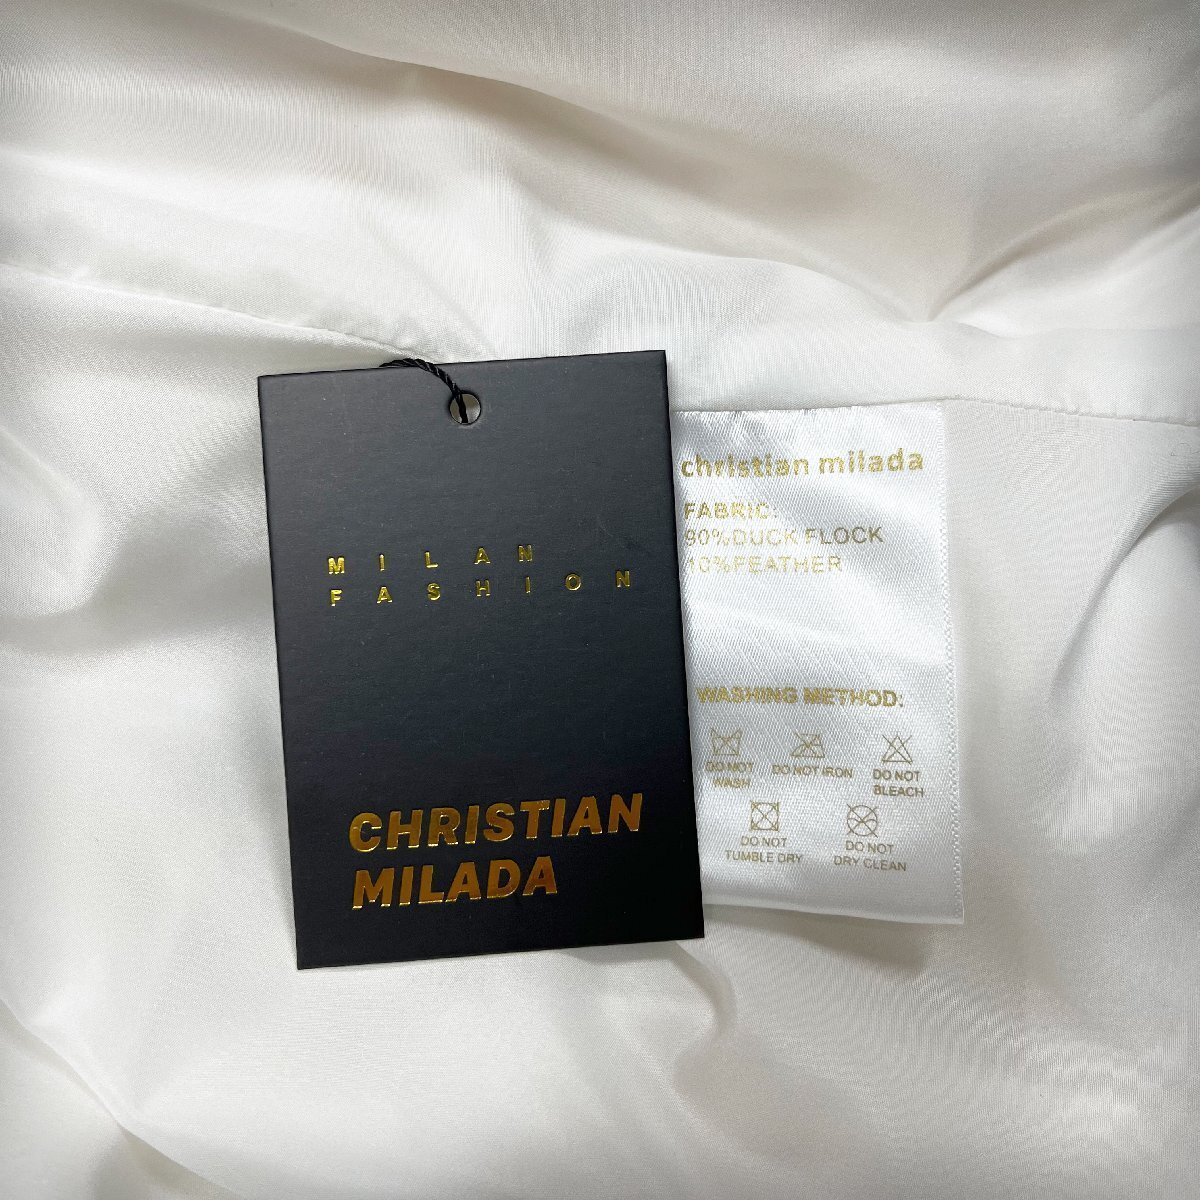 MILAN
FASHION
CHRISTIAN
MILADA
christian milada
FABRIC:
90%DUCK FLOCK
10%FEATHER
WASHING METHOD:
DO NOT
WASH
DO NOT IRON
DO NOT
BLEACH
DO NOT
TUMBLE DRY
DO NOT
DRY CLEAN